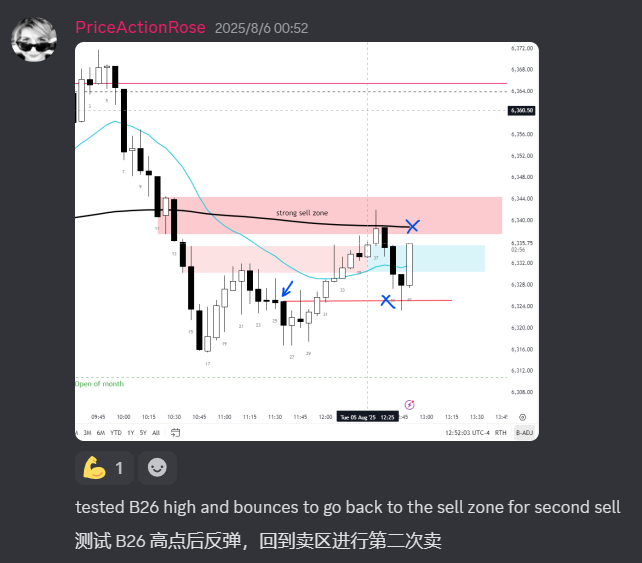 PriceActionRose 2025/8/6 00:52
6,372.00
6,368.00
6,364.00
6,360.50
6,356.00
6,352.00
6,348.00
6,344.00
strong sell zone
6,340.00
6,335.75
02:56
6,332.00
6,328.00
6,324.00
6,320.00
6,316.00
6,312.00
Open of month
6,308.00
09:45 10:00 10:15 10:30 10:45 11:00 11:15 11:30 11:45 12:00 Tue 05 Aug '25 12:25 :45 13:00 13:15 13:30 13:4
3M 6M YTD 1Y 5Y All 12:52:03 UTC-4 RTH B-ADJ
1
tested B26 high and bounces to go back to the sell zone for second sell
测试 B26 高点后反弹，回到卖区进行第二次卖